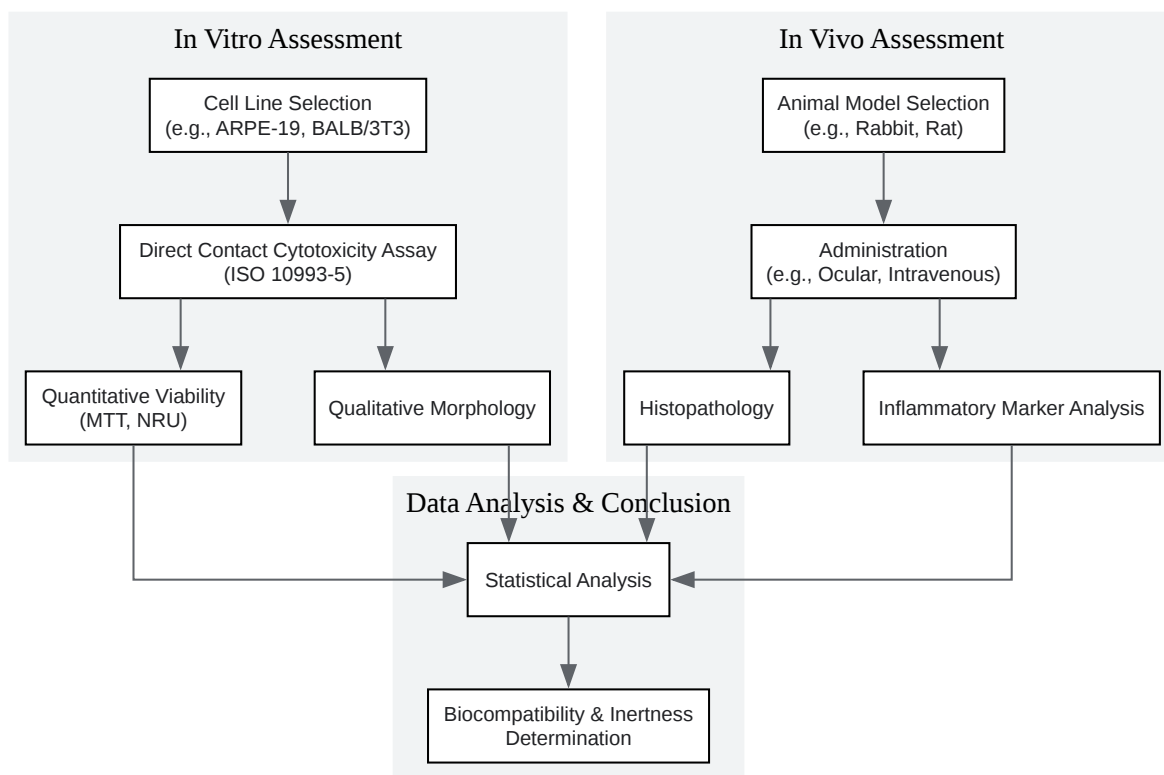 In Vitro Assessment
Cell Line Selection
(e.g., ARPE-19, BALB/3T3)
Direct Contact Cytotoxicity Assay
(ISO 10993-5)
Quantitative Viability
(MTT, NRU)
Qualitative Morphology
In Vivo Assessment
Animal Model Selection
(e.g., Rabbit, Rat)
Administration
(e.g., Ocular, Intravenous)
Histopathology
Inflammatory Marker Analysis
Data Analysis & Conclusion
Statistical Analysis
Biocompatibility & Inertness
Determination